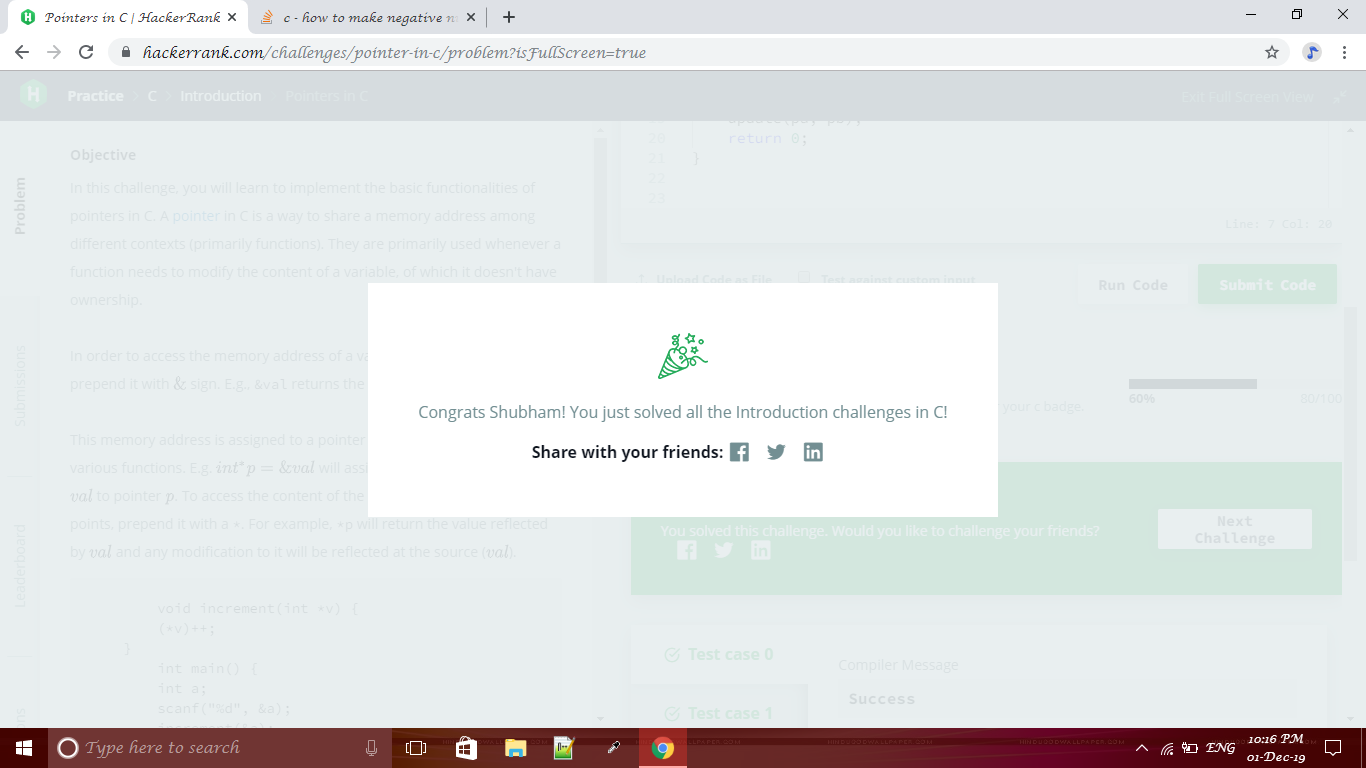 Pointers in C | HackerRank
c - how to make negative n
hackerrank.com/challenges/pointer-in-c/problem?isFullScreen=true
H
Practice
C
Introduction
Pointers in C
Exit Full Screen View
Problem
Submissions
Leaderboard
Objective
In this challenge, you will learn to implement the basic functionalities of
pointers in C. A pointer in C is a way to share a memory address among
different contexts (primarily functions). They are primarily used whenever a
function needs to modify the content of a variable, of which it doesn't have
ownership.
In order to access the memory address of a va
prepend it with & sign. E.g., &val returns the
This memory address is assigned to a pointer
various functions. E.g. int*p = &val will assi
val to pointer p. To access the content of the
points, prepend it with a *. For example, *p will return the value reflected
by val and any modification to it will be reflected at the source (val).
void increment(int *v) {
(*v)++;
}
int main() {
int a;
scanf("%d", &a);
20 return 0;
21 }
22
23
Line: 7 Col: 20
Upload Code as File
Test against custom input
Run Code
Submit Code
Congrats Shubham! You just solved all the Introduction challenges in C!
Share with your friends:
your c badge.
60%
80/100
You solved this challenge. Would you like to challenge your friends?
Next
Challenge
Test case 0
Test case 1
Compiler Message
Success
Type here to search
ENG
10:16 PM
01-Dec-19